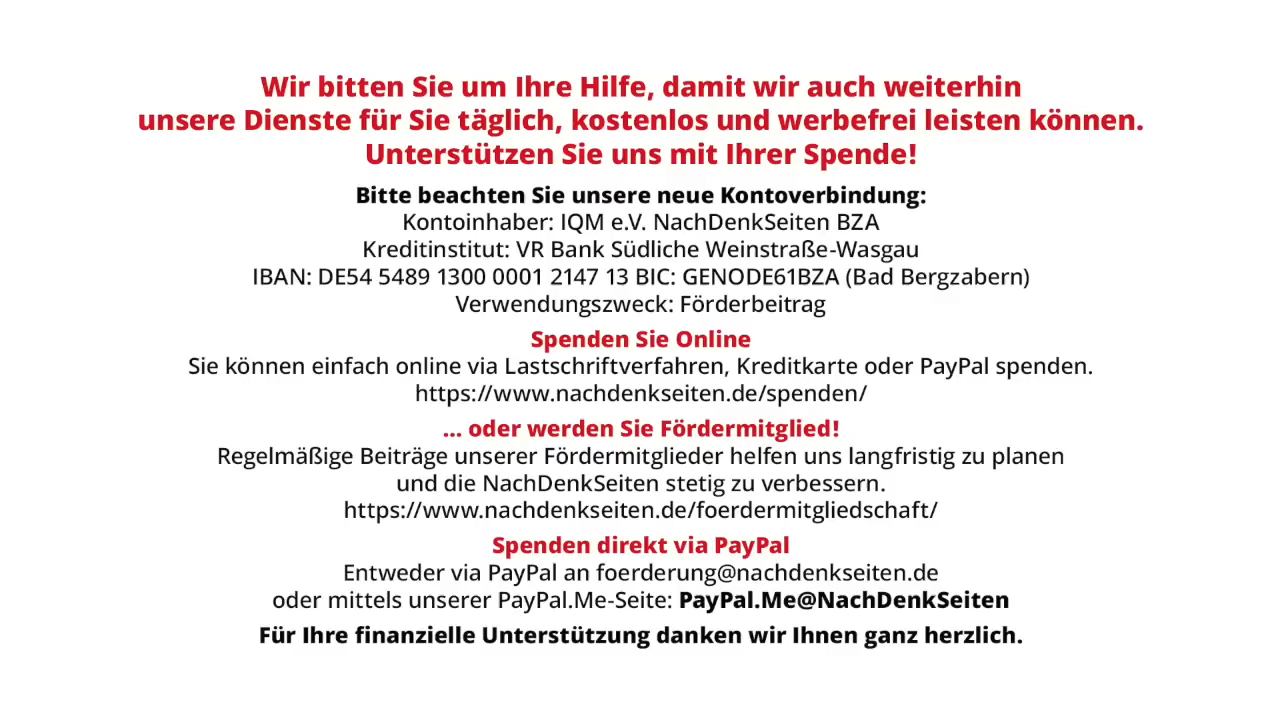 Wir bitten Sie um Ihre Hilfe, damit wir auch weiterhin
unsere Dienste für Sie täglich, kostenlos und werbefrei leisten können.
Unterstützen Sie uns mit Ihrer Spende!
Bitte beachten Sie unsere neue Kontoverbindung:
Kontoinhaber: IQM e.V. NachDenkSeiten BZA
Kreditinstitut: VR Bank Südliche Weinstraße-Wasgau
IBAN: DE54 5489 1300 0001 2147 13 BIC: GENODE61BZA (Bad Bergzabern)
Verwendungszweck: Förderbeitrag
Spenden Sie Online
Sie können einfach online via Lastschriftverfahren, Kreditkarte oder PayPal spenden.
https://www.nachdenkseiten.de/spenden/
... oder werden Sie Fördermitglied!
Regelmäßige Beiträge unserer Fördermitglieder helfen uns langfristig zu planen
und die NachDenkSeiten stetig zu verbessern.
https://www.nachdenkseiten.de/foerdermitgliedschaft/
Spenden direkt via PayPal
Entweder via PayPal an foerderung@nachdenkseiten.de
oder mittels unserer PayPal.Me-Seite: PayPal.Me@NachDenkSeiten
Für Ihre finanzielle Unterstützung danken wir Ihnen ganz herzlich.